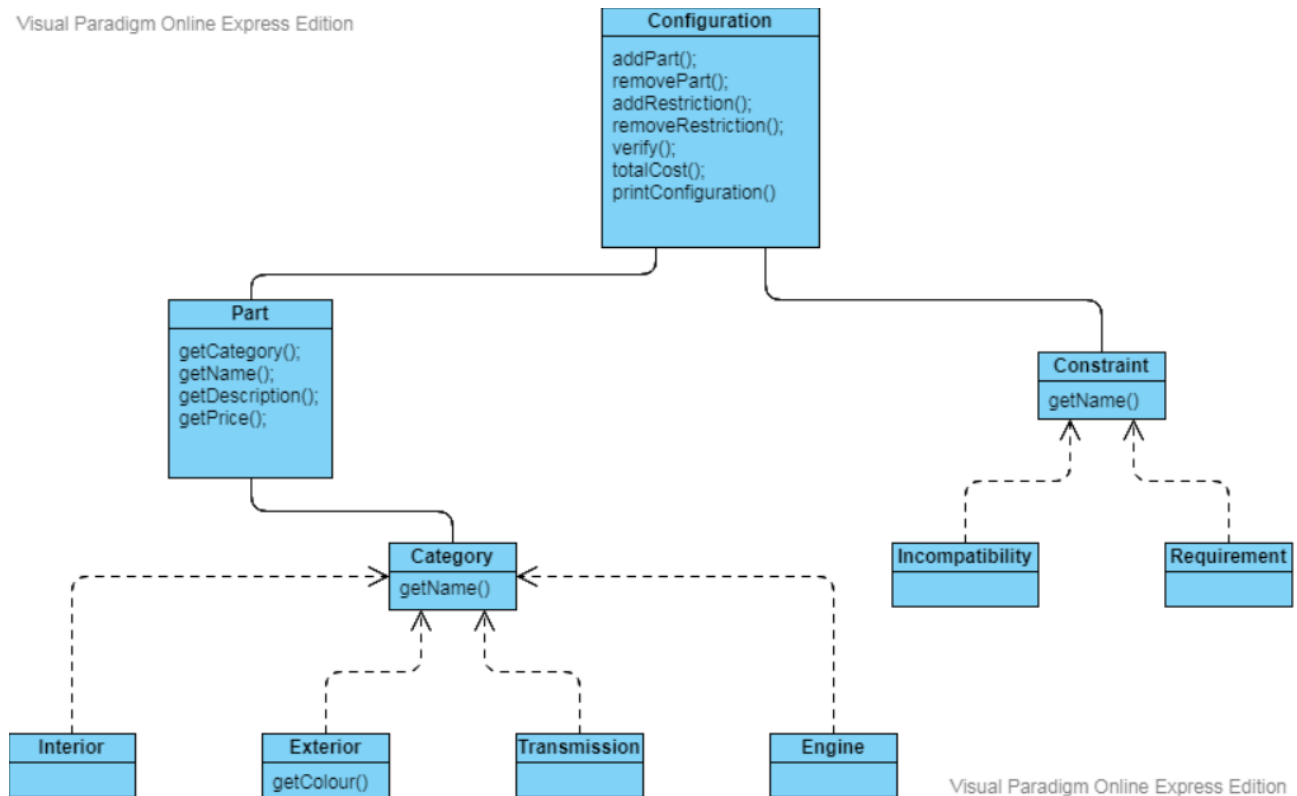 Visual Paradigm Online Express Edition
Configuration
addPart();
removePart();
addRestriction();
removeRestriction();
verify();
totalCost();
printConfiguration()
Part
getCategory();
getName();
getDescription();
getPrice();
Constraint
getName()
Incompatibility
Requirement
Category
getName()
Interior
Exterior
getColour()
Transmission
Engine
Visual Paradigm Online Express Edition